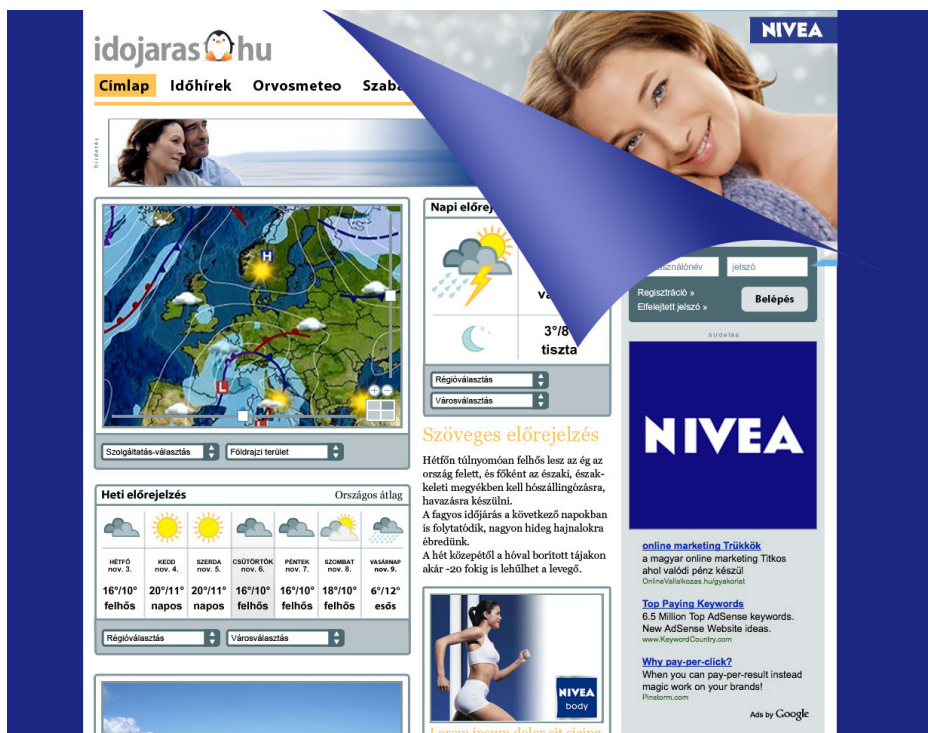 idojaras hu
NIVEA
Címlap Időhírek Orvosmeteo
hirdetés
Napi
H
L
3°/8
tiszta
Régióválasztás
Városválasztás
Szolgáltatás-választás
Földrajzi terület
jelszó
Regisztráció »
Elfelejtett jelszó »
Belépés
hirdetés
NIVEA
Szöveges előrejelzés
Hétfőn túlnyomóan felhős lesz az ég az
ország felett, és főként az északi, észak-
keleti megyékben kell hószállingózásra,
havazásra készülni.
A fagyos időjárás a következő napokban
is folytatódik, nagyon hideg hajnalokra
ébredünk.
A hét közepétől a hóval borított tájakon
akár -20 fokig is lehűlhet a levegő.
Heti előrejelzés Országos átlag
HÉTFŐ KEDD SZERDA CSÜTÖRTÖK PÉNTEK SZOMBAT VASÁRNAP
nov. 3. nov. 4. nov. 5. nov. 6. nov. 7. nov. 8. nov. 9.
16°/10° 20°/11° 20°/11° 16°/10° 16°/10° 18°/10° 6°/12°
felhős napos napos felhős felhős felhős esős
Régióválasztás
Városválasztás
NIVEA
body
Lorem ipsum dolor sit
online marketing Trükkök
a magyar online marketing Titkos
ahol valódi pénz készül
OnlineVallalkozas.hu/gyakorlat
Top Paying Keywords
6.5 Million Top AdSense keywords.
New AdSense Website ideas.
www.KeywordCountry.com
Why pay-per-click?
When you can pay-per-result instead
magic work on your brands!
Pinstorm.com
Ads by Google